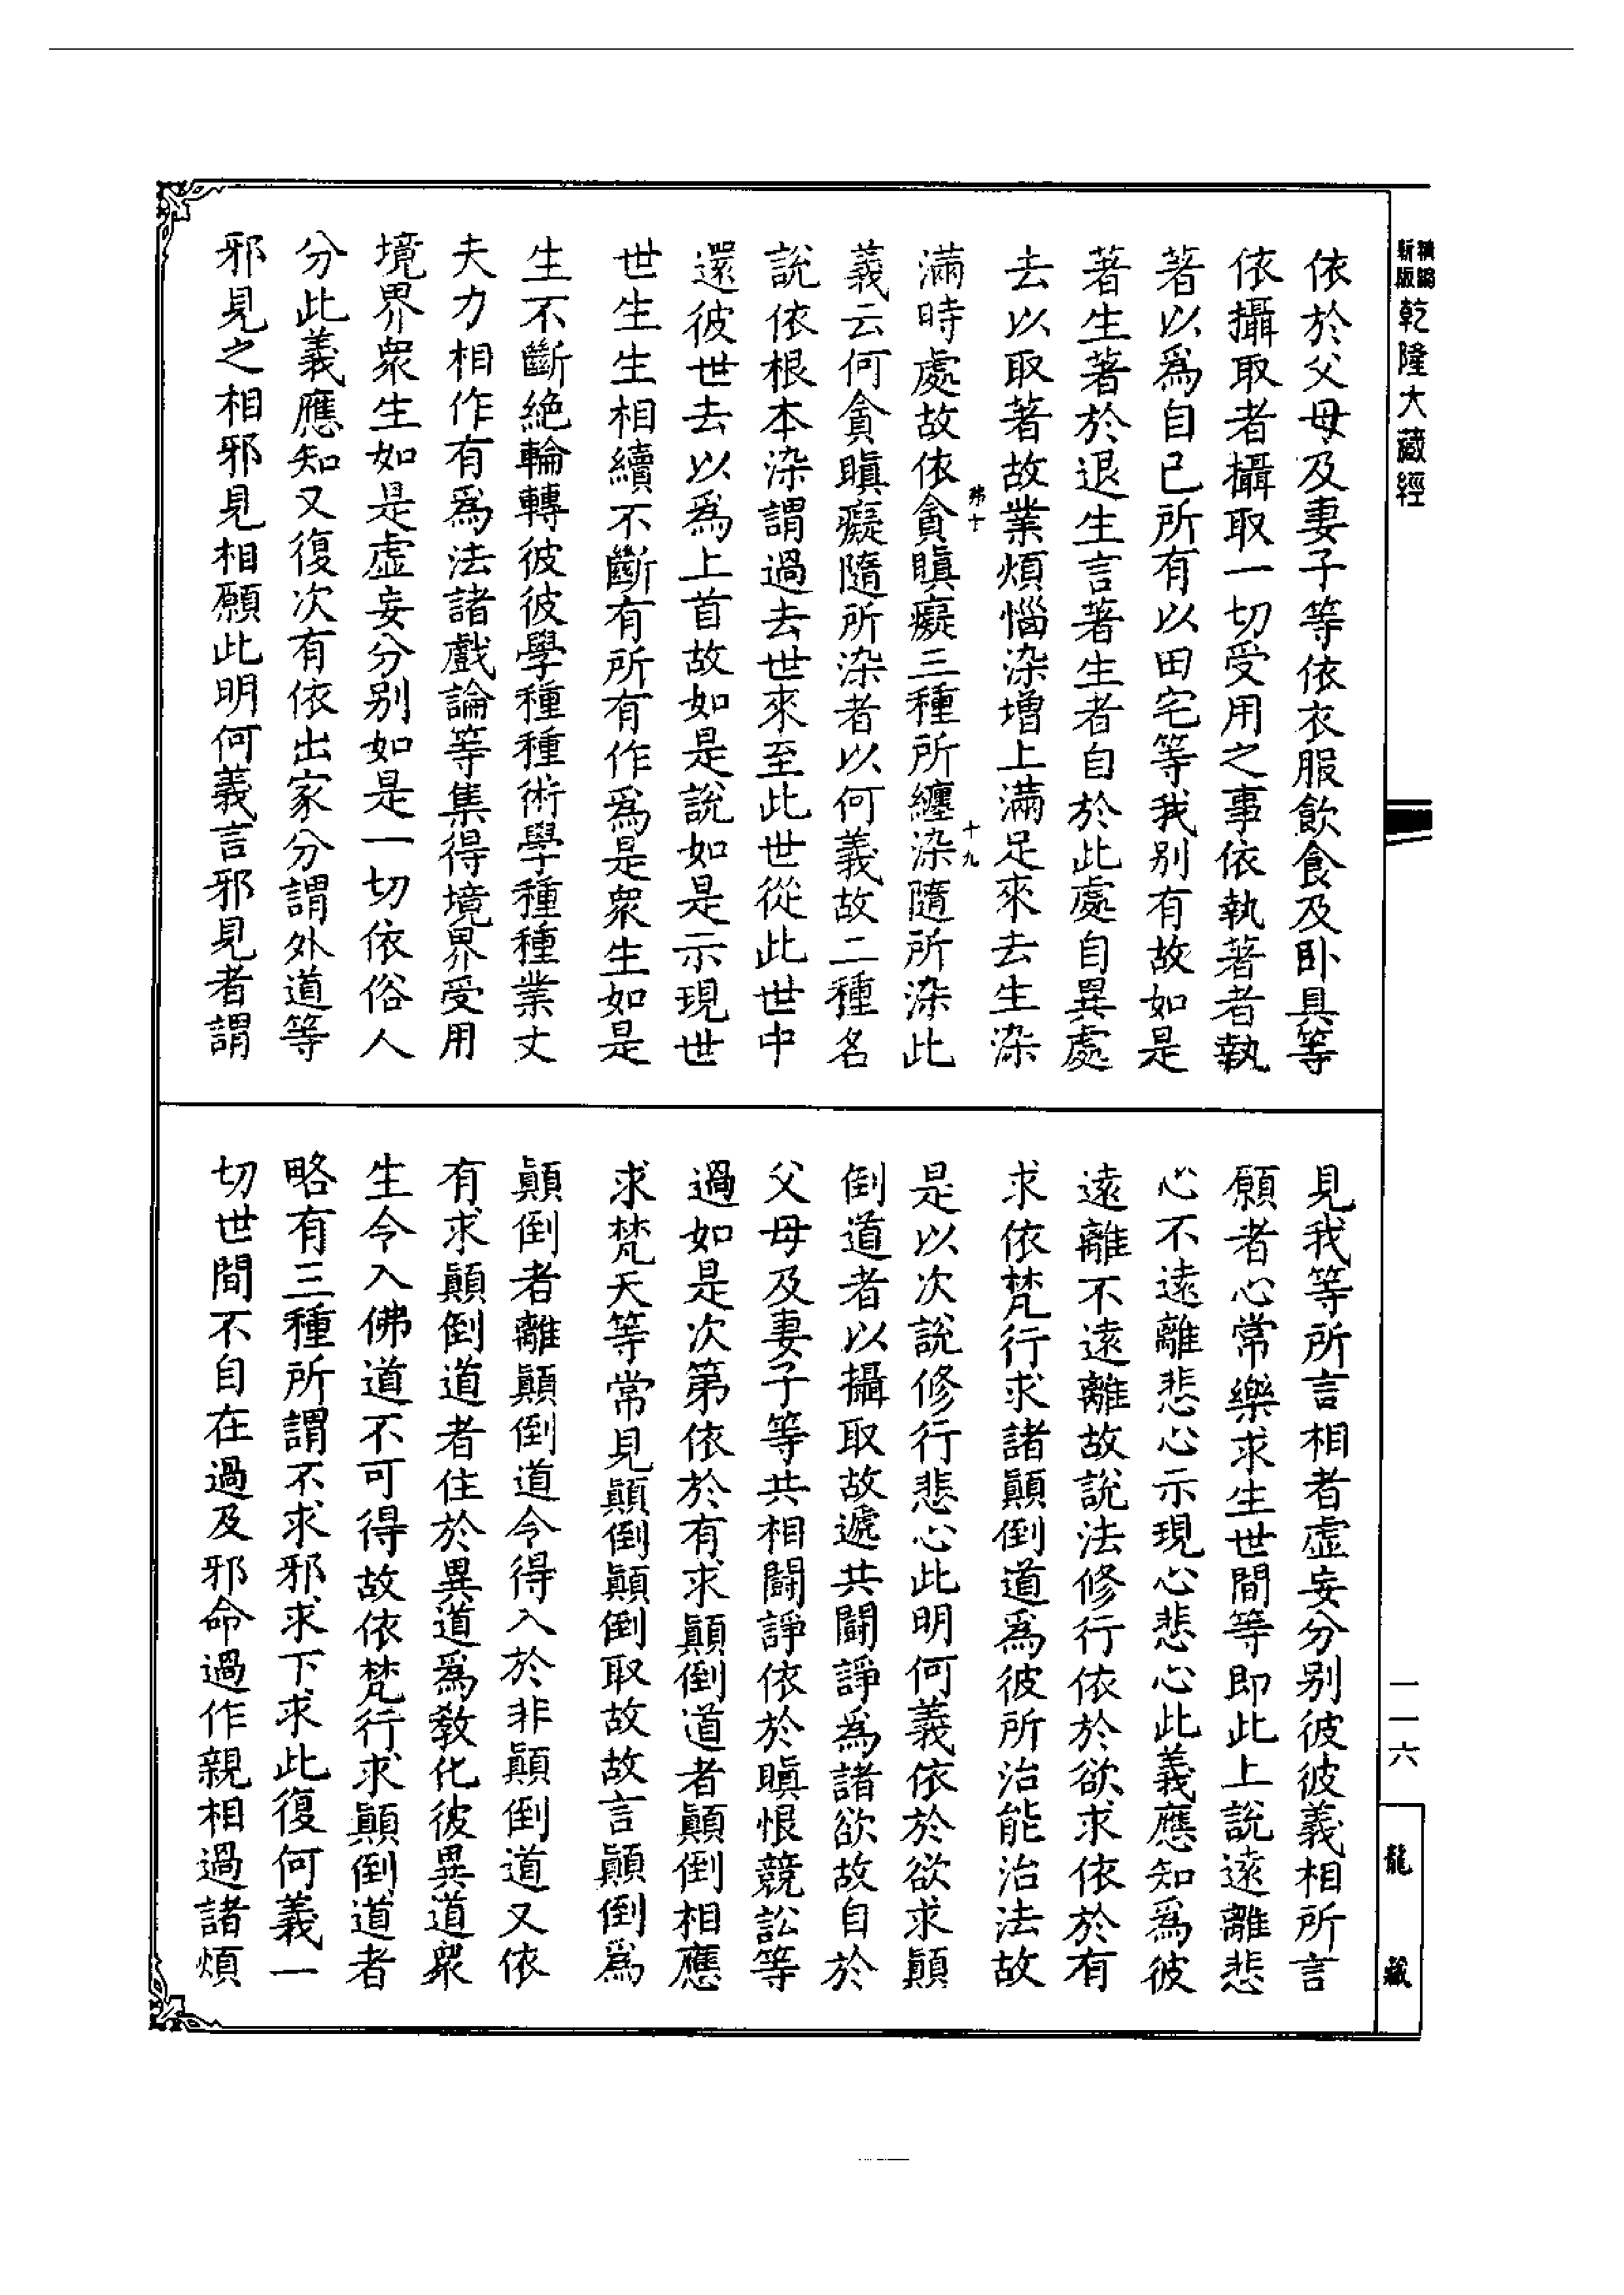 乾隆大藏經
依於父母及妻子等依衣服飲食及卧具等
依攝取者攝取一切受用之事依執著者執
著以爲自已所有以田宅等我别有故如是
著生著於退生言著生者自於此處自異處
去以取著故業煩惱染增上滿足來去生染
滿時處故依貪瞋癡三種所纏染隨所染此
第十
十九
義云何貪瞋癡隨所染者以何義故二種名
說依根本染謂過去世來至此世從此世中
還彼世去以爲上首故如是說如是示現世
世生生相續不斷有所有作爲是衆生如是
生不斷絶輪轉彼彼學種種術學種種業丈
夫力相作有爲法諸戲論等集得境界受用
境界衆生如是虚妄分别如是一切依俗人
分此義應知又復次有依出家分謂外道等
邪見之相邪見相願此明何義言邪見者謂
見我等所言相者虚妄分别彼彼義相所言
願者心常樂求生世間等即此上說遠離悲
心不遠離悲心示現心悲心此義應知爲彼
遠離不遠離故說法修行依於欲求依於有
求依梵行求諸顚倒道爲彼所治能治法故
是以次說修行悲心此明何義依於欲求顚
倒道者以攝取故遞共鬪諍爲諸欲故自於
父母及妻子等共相鬪諍依於瞋恨競訟等
過如是次第依於有求顚倒道者顚倒相應
求梵天等常見顚倒顚倒取故故言顚倒爲
顚倒者離顚倒道令得入於非顚倒道又依
有求顚倒道者住於異道爲教化彼異道衆
生令入佛道不可得故依梵行求顚倒道者
略有三種所謂不求邪求下求此復何義一
切世間不自在過及邪命過作親相過諸煩
一一六
龍藏